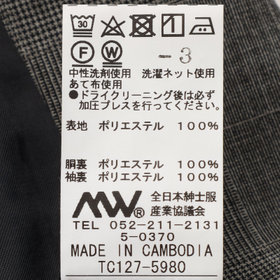 30
F W - 3
中性洗剤使用 洗濯ネット使用
あて布使用
●ドライクリーニング後は必ず
加圧プレスを行ってください
表地 ポリエステル 100%
胴裏 ポリエステル 100%
袖裏 ポリエステル 100%
MW® 全日本紳士服
産業協議会
TEL 052-211-2131
5-0370
MADE IN CAMBODIA
TC127-5980